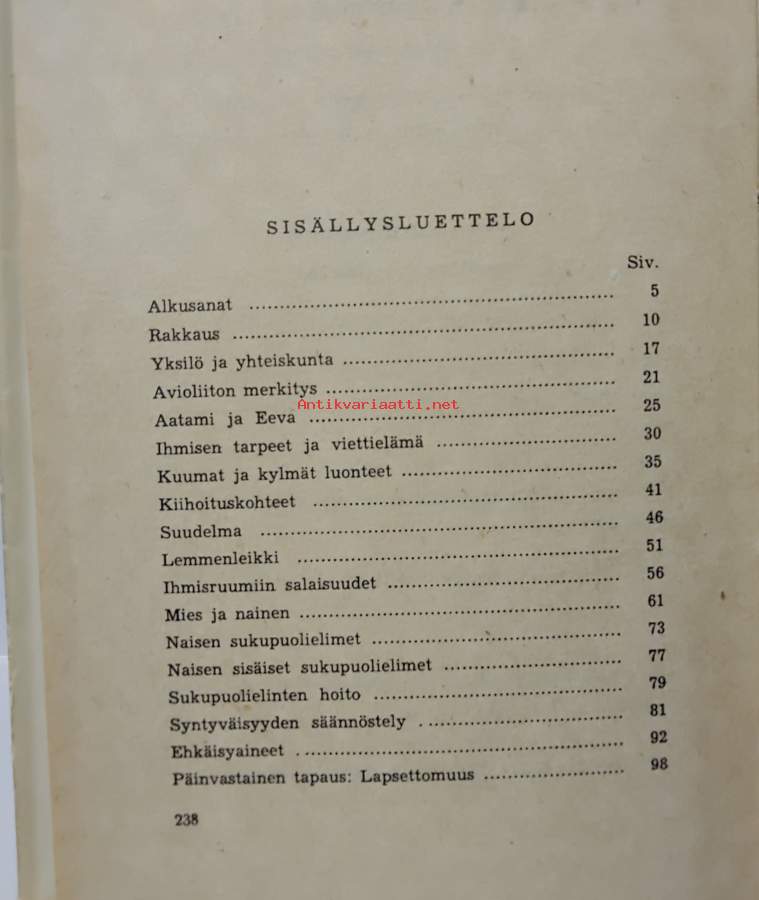 SISÄLLYSLUETTELO
Siv.
Alkusanat ........................................ 5
Rakkaus ........................................ 10
Yksilö ja yhteiskunta ........................................ 17
Avioliiton merkitys ........................................ 21
Antikvariaatti.net
Aatami ja Eeva ........................................ 25
Ihmisen tarpeet ja viettielämä ........................................ 30
Kuumat ja kylmät luonteet ........................................ 35
Kiihoituskohteet ........................................ 41
Suudelma ........................................ 46
Lemmenleikki ........................................ 51
Ihmisruumiin salaisuudet ........................................ 56
Mies ja nainen ........................................ 61
Naisen sukupuolielimet ........................................ 73
Naisen sisäiset sukupuolielimet ........................................ 77
Sukupuolielinten hoito ........................................ 79
Syntyväisyyden säännöstely ........................................ 81
Ehkäisyaineet ........................................ 92
Päinvastainen tapaus: Lapsettomuus ........................................ 98
238